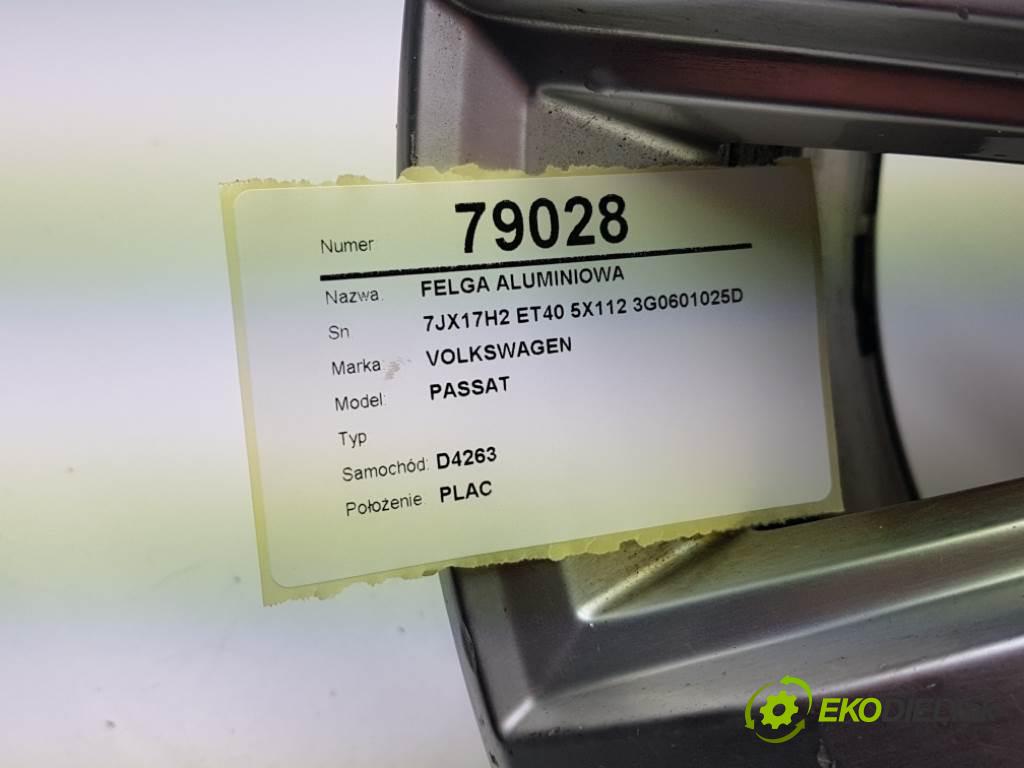 Numer 79028
Nazwa. FELGA ALUMINIOWA
Sn 7JX17H2 ET40 5X112 3G0601025D
Marka: VOLKSWAGEN
Model: PASSAT
Typ
Samochód: D4263
Położenie: PLAC